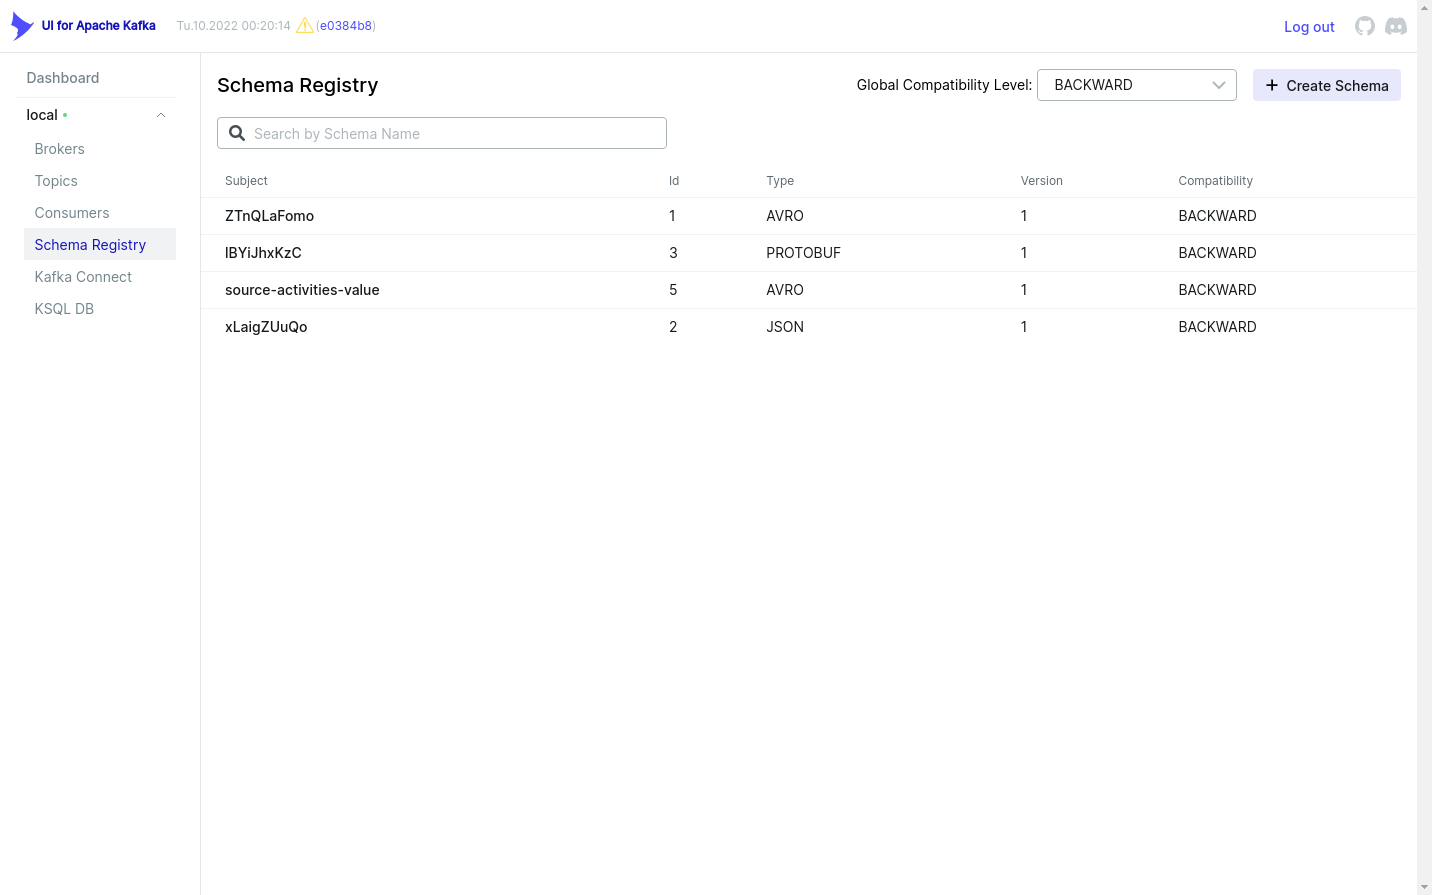 UI for Apache Kafka Tu.10.2022 00:20:14 (e0384b8) Log out
Dashboard
local
Brokers
Topics
Consumers
Schema Registry
Kafka Connect
KSQL DB
Schema Registry Global Compatibility Level: BACKWARD Create Schema
Search by Schema Name
Subject Id Type Version Compatibility
ZTnQLaFomo 1 AVRO 1 BACKWARD
lBYiJhxKzC 3 PROTOBUF 1 BACKWARD
source-activities-value 5 AVRO 1 BACKWARD
xLaigZUuQo 2 JSON 1 BACKWARD